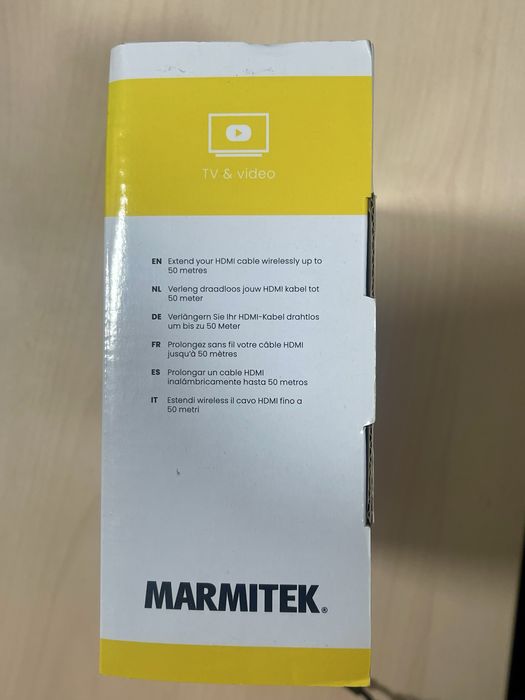 TV & video
EN Extend your HDMI cable wirelessly up to
50 metres
NL Verleng draadloos jouw HDMI kabel tot
50 meter
DE Verlängern Sie Ihr HDMI-Kabel drahtlos
um bis zu 50 Meter
FR Prolongez sans fil votre câble HDMI
jusqu'à 50 mètres
ES Prolongar un cable HDMI
inalámbricamente hasta 50 metros
IT Estendi wireless il cavo HDMI fino a
50 metri
MARMITEK®